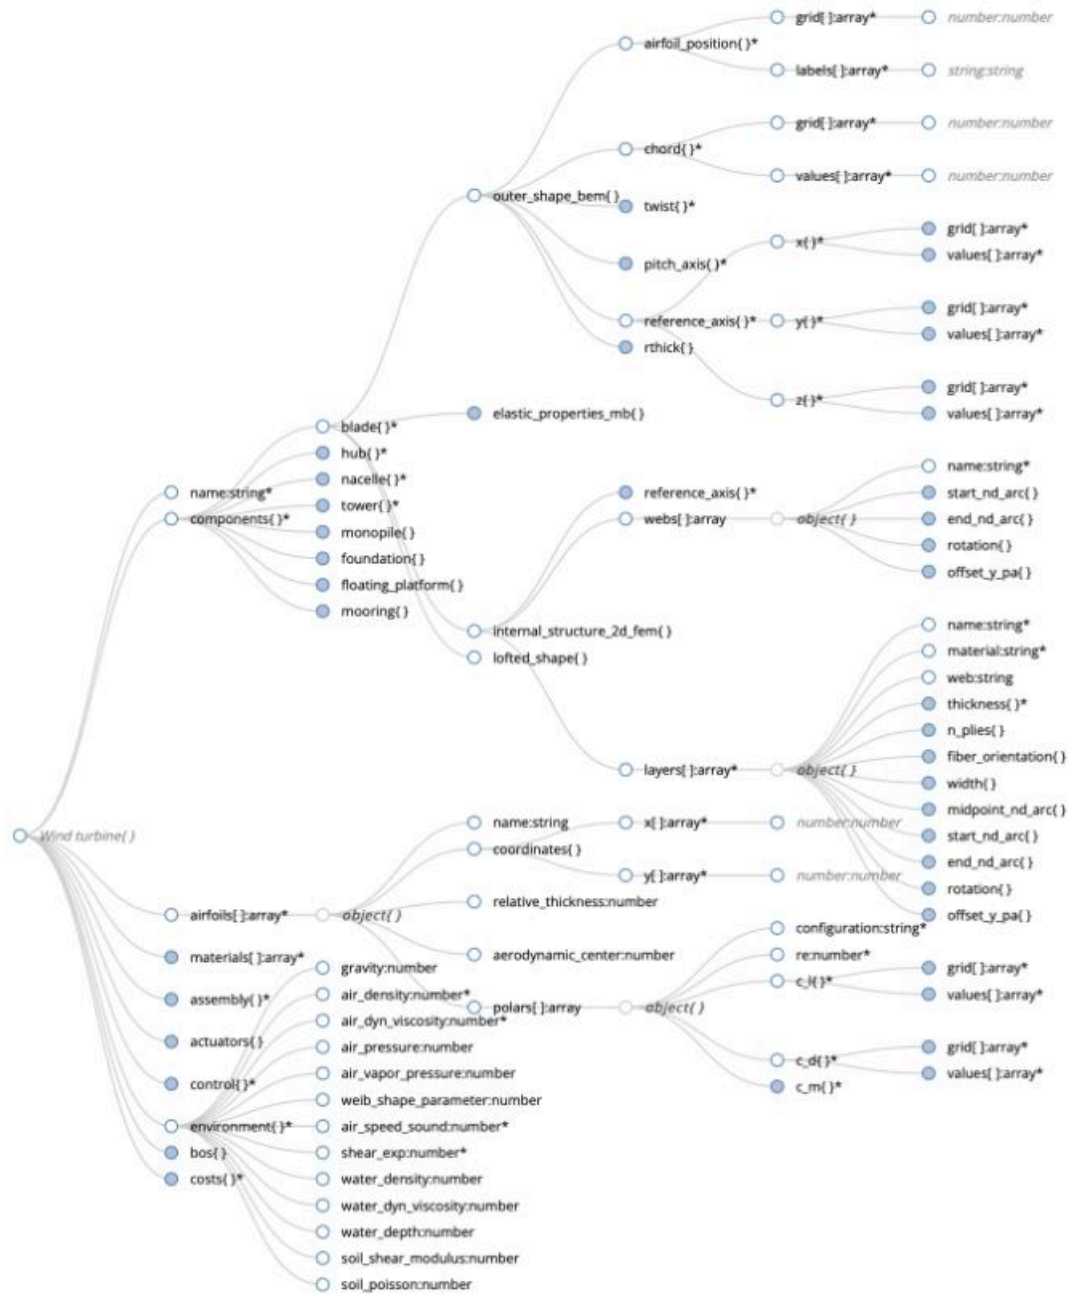 grid[ ]:array*
number:number
airfoil_position{ }*
labels[ ]:array*
string:string
grid[ ]:array*
number:number
chord{ }*
values[ ]:array*
number:number
outer_shape_bem{ }
twist{ }*
grid[ ]:array*
x{ }*
values[ ]:array*
pitch_axis{ }*
grid[ ]:array*
reference_axis{ }*
y{ }*
values[ ]:array*
rthick{ }
grid[ ]:array*
z{ }*
values[ ]:array*
elastic_properties_mb{ }
blade{ }*
hub{ }*
nacelle{ }*
tower{ }*
monopile{ }
foundation{ }
floating_platform{ }
mooring{ }
name:string*
components{ }*
reference_axis{ }*
webs[ ]:array
object{ }
name:string*
start_nd_arc{ }
end_nd_arc{ }
rotation{ }
offset_y_pa{ }
internal_structure_2d_fem{ }
lofted_shape{ }
layers[ ]:array*
object{ }
name:string*
material:string*
web:string
thickness{ }*
n_plies{ }
fiber_orientation{ }
width{ }
midpoint_nd_arc{ }
start_nd_arc{ }
end_nd_arc{ }
rotation{ }
offset_y_pa{ }
Wind turbine{ }
name:string
coordinates{ }
x[ ]:array*
number:number
y[ ]:array*
number:number
relative_thickness:number
airfoils[ ]:array*
object{ }
aerodynamic_center:number
polars[ ]:array
object{ }
configuration:string*
re:number*
c_l{ }*
grid[ ]:array*
values[ ]:array*
c_d{ }*
grid[ ]:array*
values[ ]:array*
c_m{ }*
materials[ ]:array*
assembly{ }*
actuators{ }
control{ }*
environment{ }*
bos{ }
costs{ }*
gravity:number
air_density:number*
air_dyn_viscosity:number*
air_pressure:number
air_vapor_pressure:number
weib_shape_parameter:number
air_speed_sound:number*
shear_exp:number*
water_density:number
water_dyn_viscosity:number
water_depth:number
soil_shear_modulus:number
soil_poisson:number